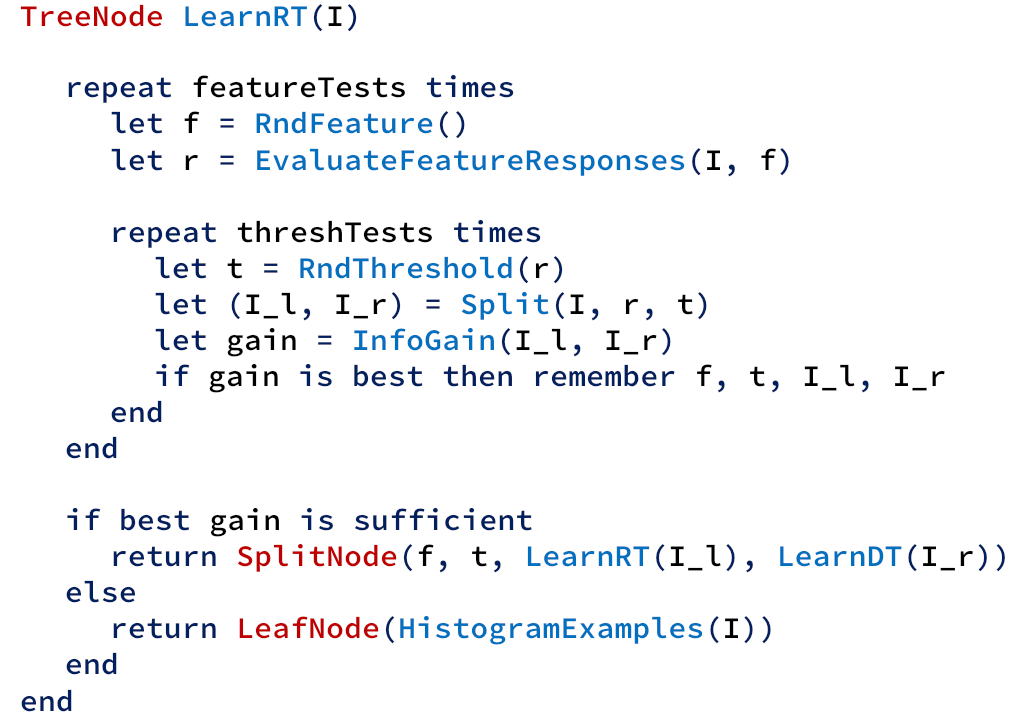 TreeNode LearnRT(I)
repeat featureTests times
let f = RndFeature()
let r = EvaluateFeatureResponses(I, f)
repeat threshTests times
let t = RndThreshold(r)
let (I_l, I_r) = Split(I, r, t)
let gain = InfoGain(I_l, I_r)
if gain is best then remember f, t, I_l, I_r
end
end
if best gain is sufficient
return SplitNode(f, t, LearnRT(I_l), LearnDT(I_r))
else
return LeafNode(HistogramExamples(I))
end
end